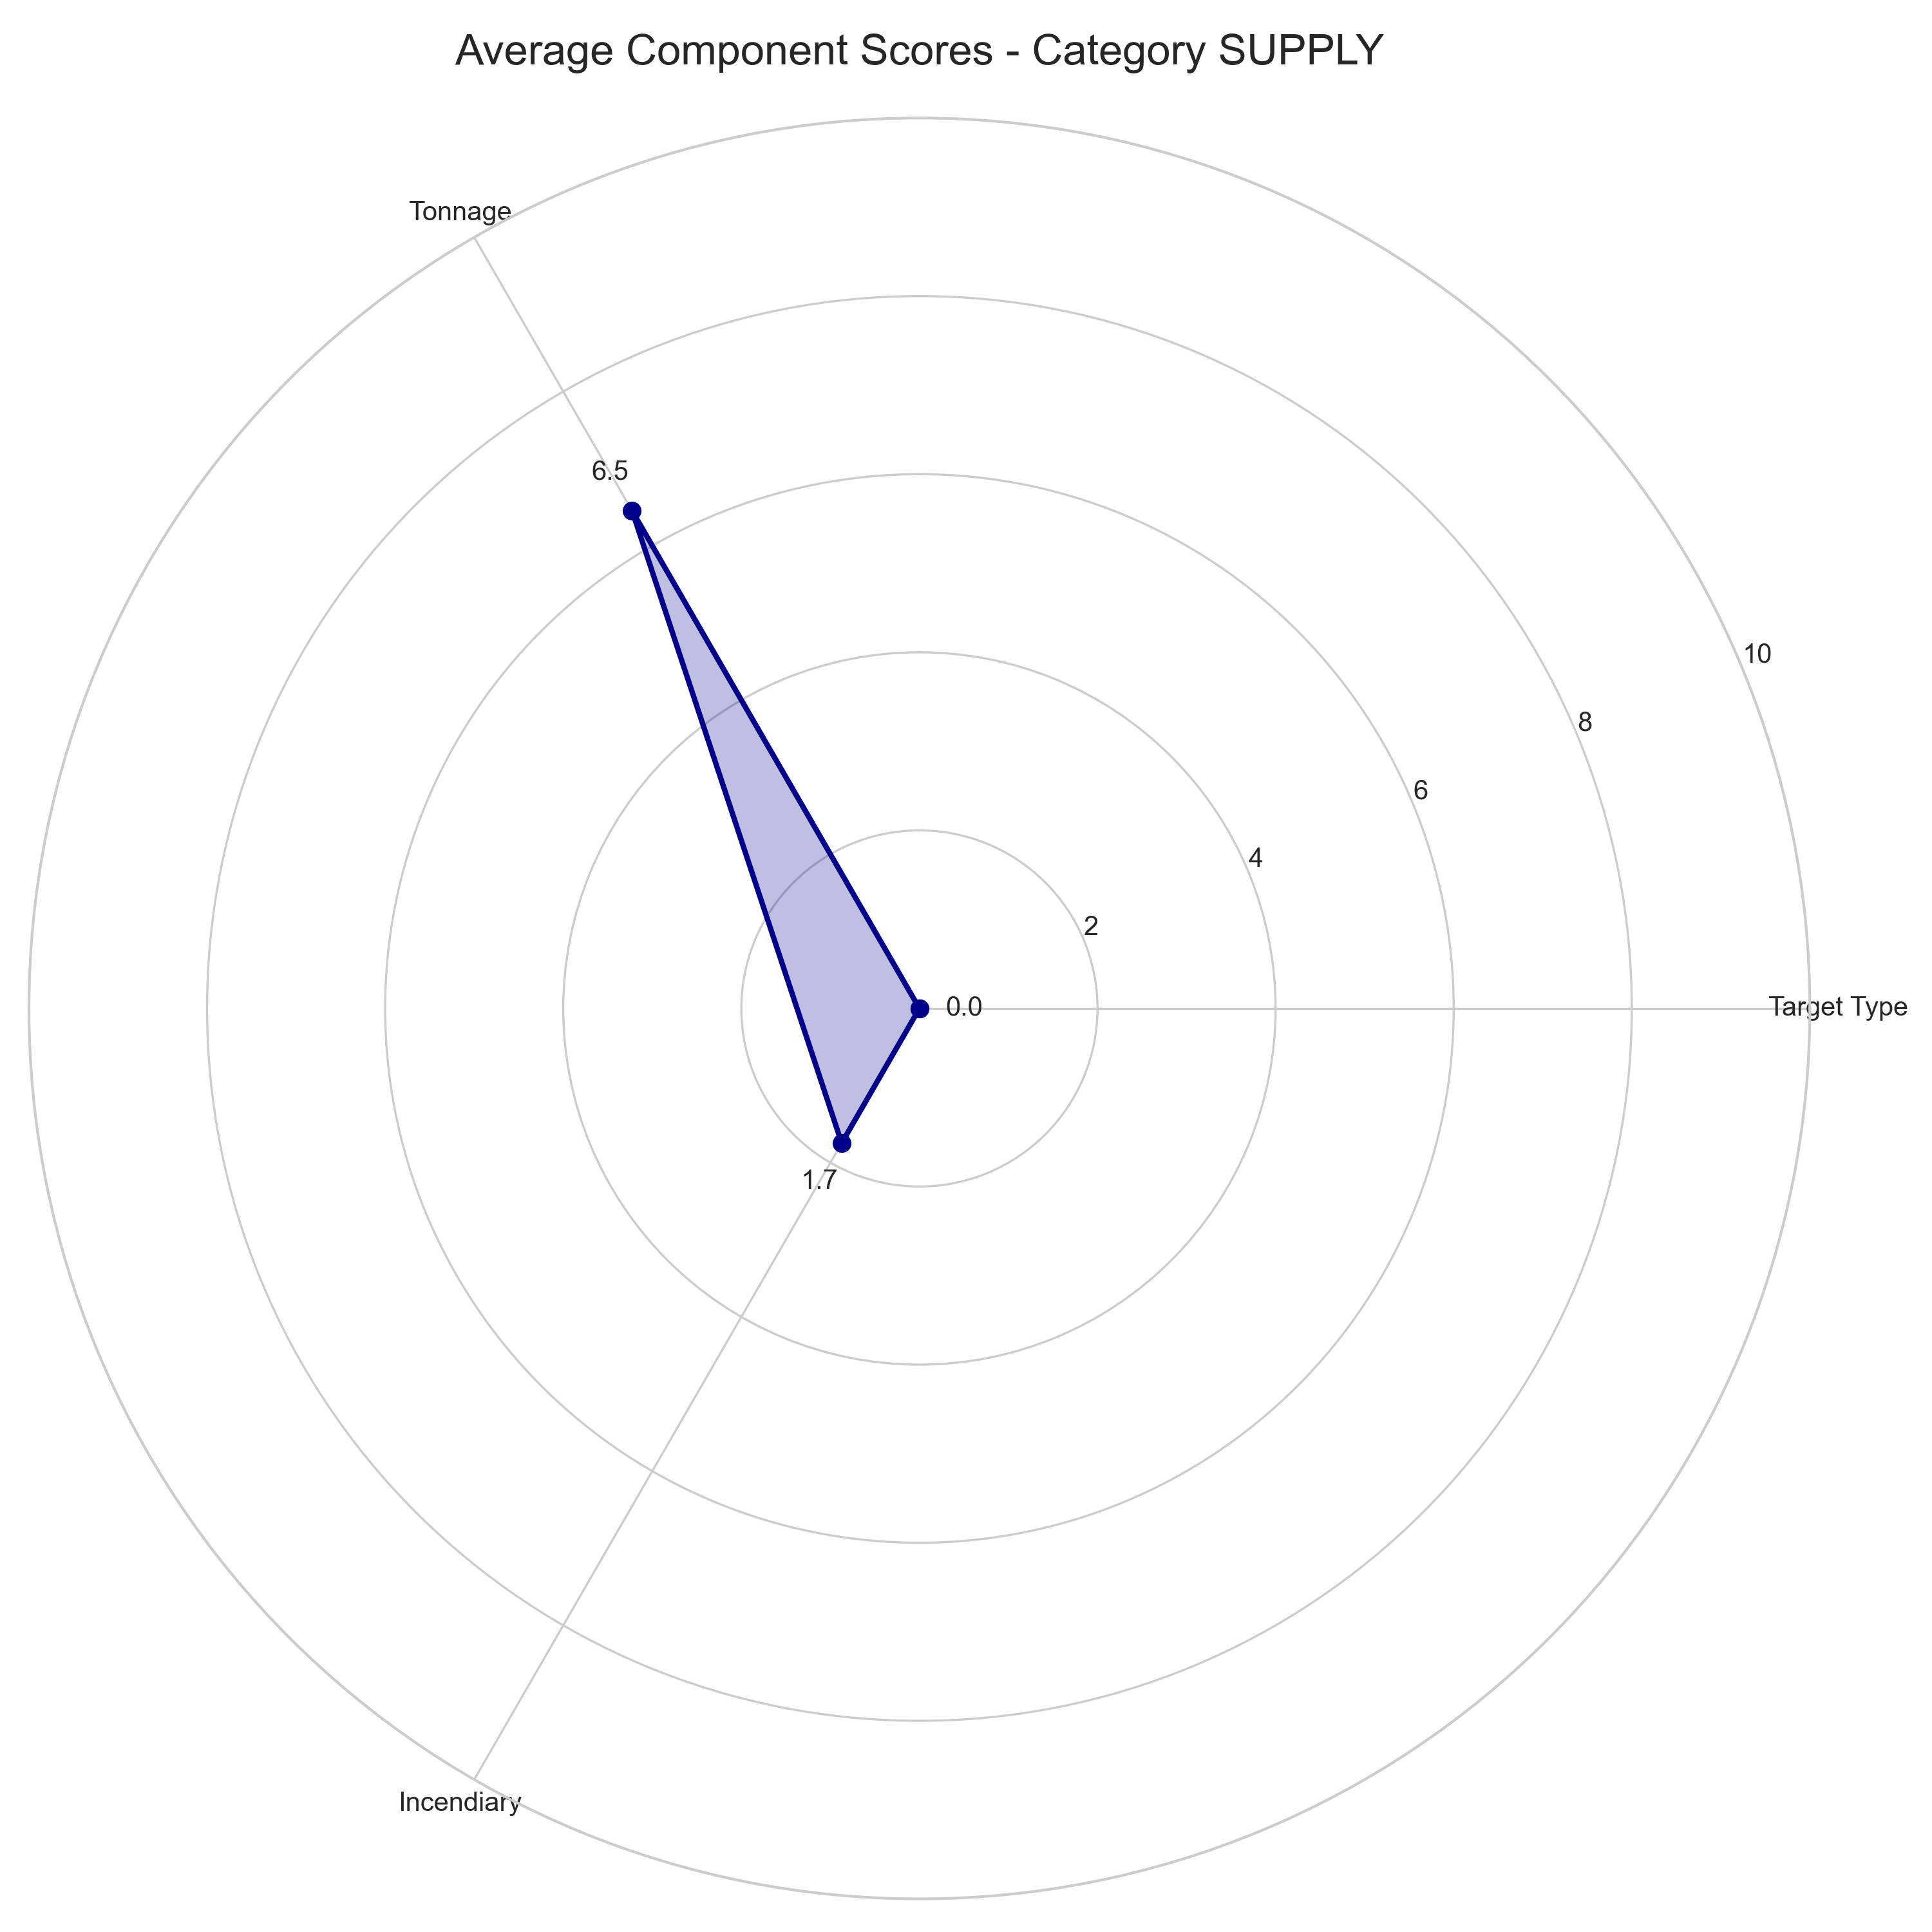 Average Component Scores - Category SUPPLY
Tonnage
6.5
10
8
6
4
2
0.0
Target Type
1.7
Incendiary